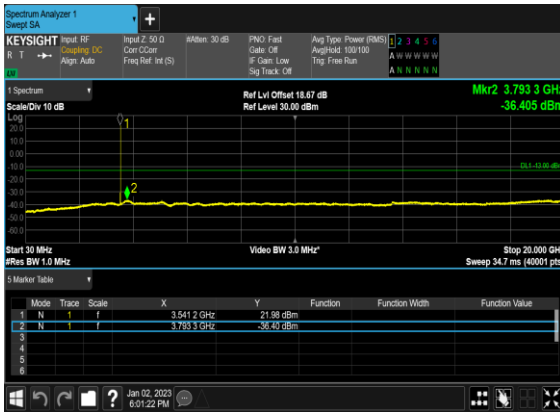 Spectrum Analyzer 1
Swept SA
+
KEYSIGHT Input: RF Input Z: 50 Ω #Atten: 30 dB PNO: Fast Avg Type: Power (RMS) 1 2 3 4 5 6
R T Coupling: DC Corr CCorr Gate: Off Avg|Hold: 100/100 A W W W W W
Align: Auto Freq Ref: Int (S) IF Gain: Low Trig: Free Run
Sig Track: Off A N N N N N
1 Spectrum Ref Lvl Offset 18.67 dB Mkr2 3.793 3 GHz
Scale/Div 10 dB Ref Level 30.00 dBm -36.405 dBm
Log
20.0
10.0
0.00
-10.0
-20.0
-30.0
-40.0
-50.0
-60.0
1
2
DL1 -13.00 dBm
Start 30 MHz Video BW 3.0 MHz* Stop 20.000 GHz
#Res BW 1.0 MHz Sweep 34.7 ms (40001 pts)
5 Marker Table
Mode Trace Scale X Y Function Function Width Function Value
1 N 1 f 3.541 2 GHz 21.98 dBm
2 N 1 f 3.793 3 GHz -36.40 dBm
3
4
5
6
? Jan 02, 2023
6:01:22 PM